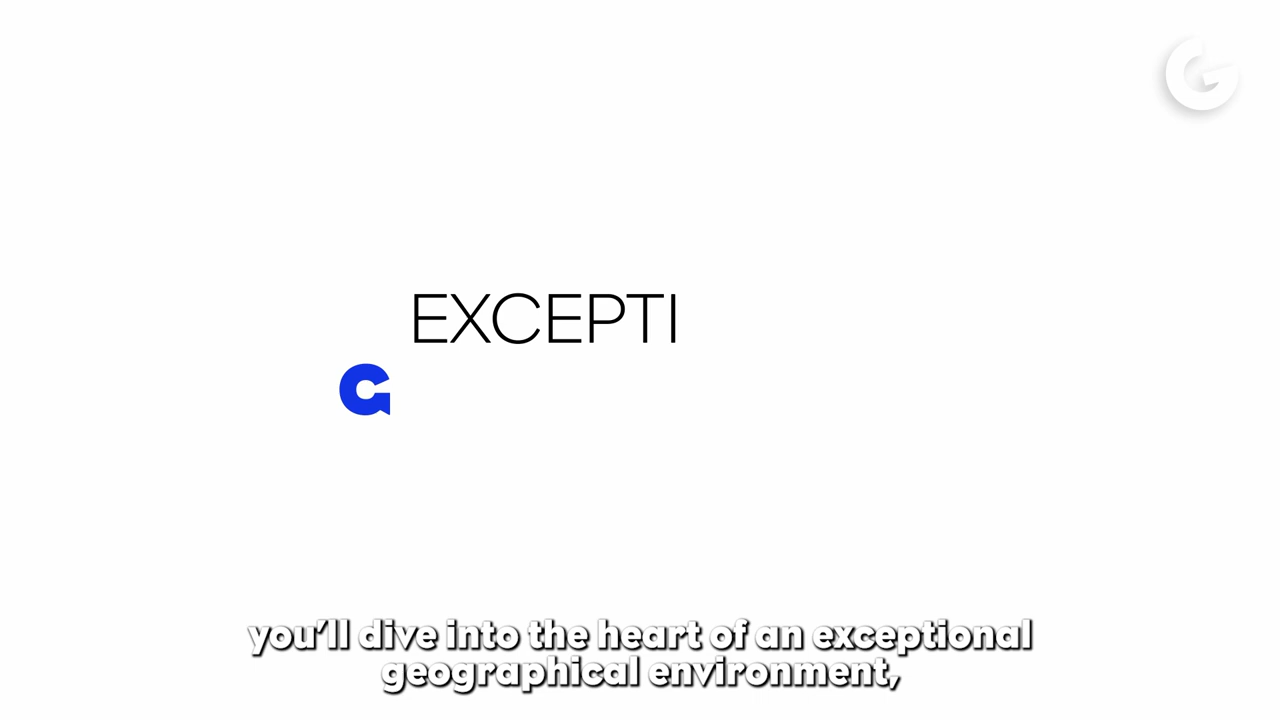 G
EXCEPTI
G
you'll dive into the heart of an exceptional
geographical environment,